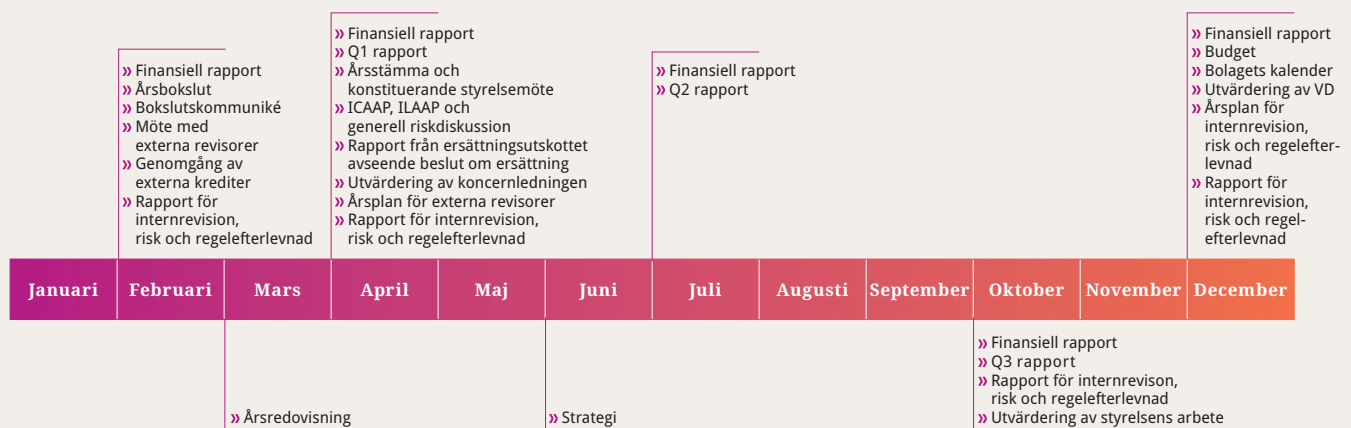 » Finansiell rapport
» Årsbokslut
» Bokslutskommuniké
» Möte med
externa revisorer
» Genomgång av
externa krediter
» Rapport för
internrevision,
risk och regelefterlevnad
» Finansiell rapport
» Q1 rapport
» Årsstämma och
konstituerande styrelsemöte
» ICAAP, ILAAP och
generell riskdiskussion
» Rapport från ersättningsutskottet
avseende beslut om ersättning
» Utvärdering av koncernledningen
» Årsplan för externa revisorer
» Rapport för internrevision,
risk och regelefterlevnad
» Finansiell rapport
» Q2 rapport
» Finansiell rapport
» Budget
» Bolagets kalender
» Utvärdering av VD
» Årsplan för
internrevision,
risk och regelefter-
levnad
» Rapport för
internrevision,
risk och regel-
efterlevnad
Januari Februari Mars April Maj Juni Juli Augusti September Oktober November December
» Årsredovisning
» Strategi
» Finansiell rapport
» Q3 rapport
» Rapport för internrevison,
risk och regelefterlevnad
» Utvärdering av styrelsens arbete